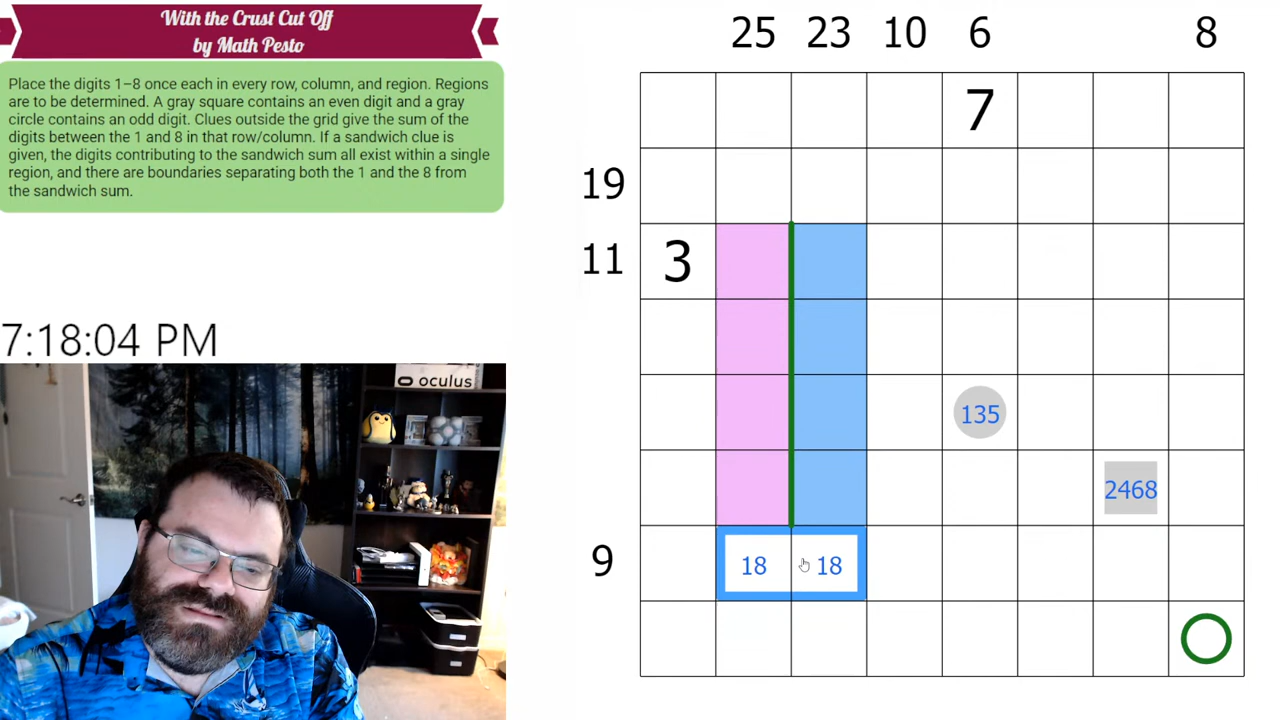 With the Crust Cut Off
by Math Pesto
Place the digits 1–8 once each in every row, column, and region. Regions
are to be determined. A gray square contains an even digit and a gray
circle contains an odd digit. Clues outside the grid give the sum of the
digits between the 1 and 8 in that row/column. If a sandwich clue is
given, the digits contributing to the sandwich sum all exist within a single
region, and there are boundaries separating both the 1 and the 8 from
the sandwich sum.
7:18:04 PM
oculus
25 23 10 6 8
7
19
11 3
135
2468
9 18 18